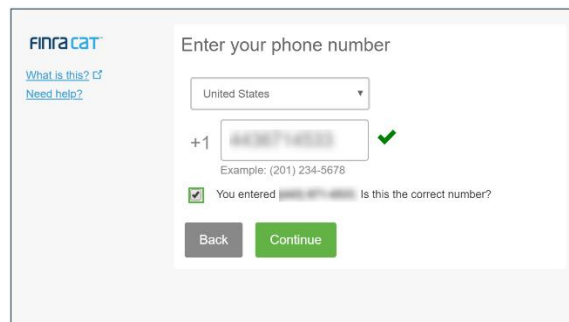 FINRA CAT
Enter your phone number
What is this?
Need help?
United States
+1
Example: (201) 234-5678
You entered Is this the correct number?
Back
Continue